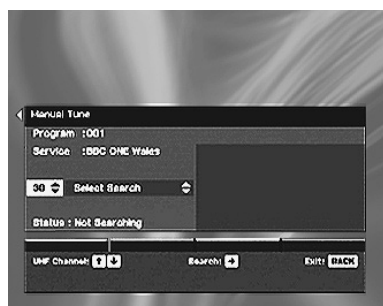 Manual Tune
Program :001
Service :BBC ONE Wales
30 Select Search
Status : Not Searching
UHF Channel: Search: Exit: BACK